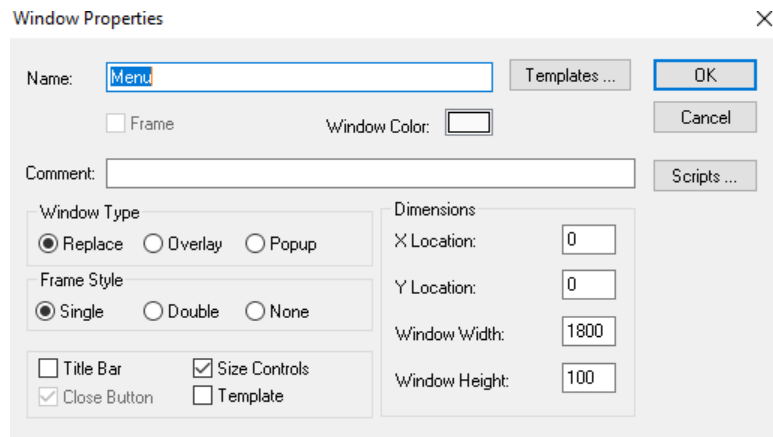 Window Properties
Name: Menu Templates ... OK
Frame Window Color: Cancel
Comment: Scripts ...
Window Type
Replace Overlay Popup
Frame Style
Single Double None
Title Bar Size Controls
Close Button Template
Dimensions
X Location: 0
Y Location: 0
Window Width: 1800
Window Height: 100